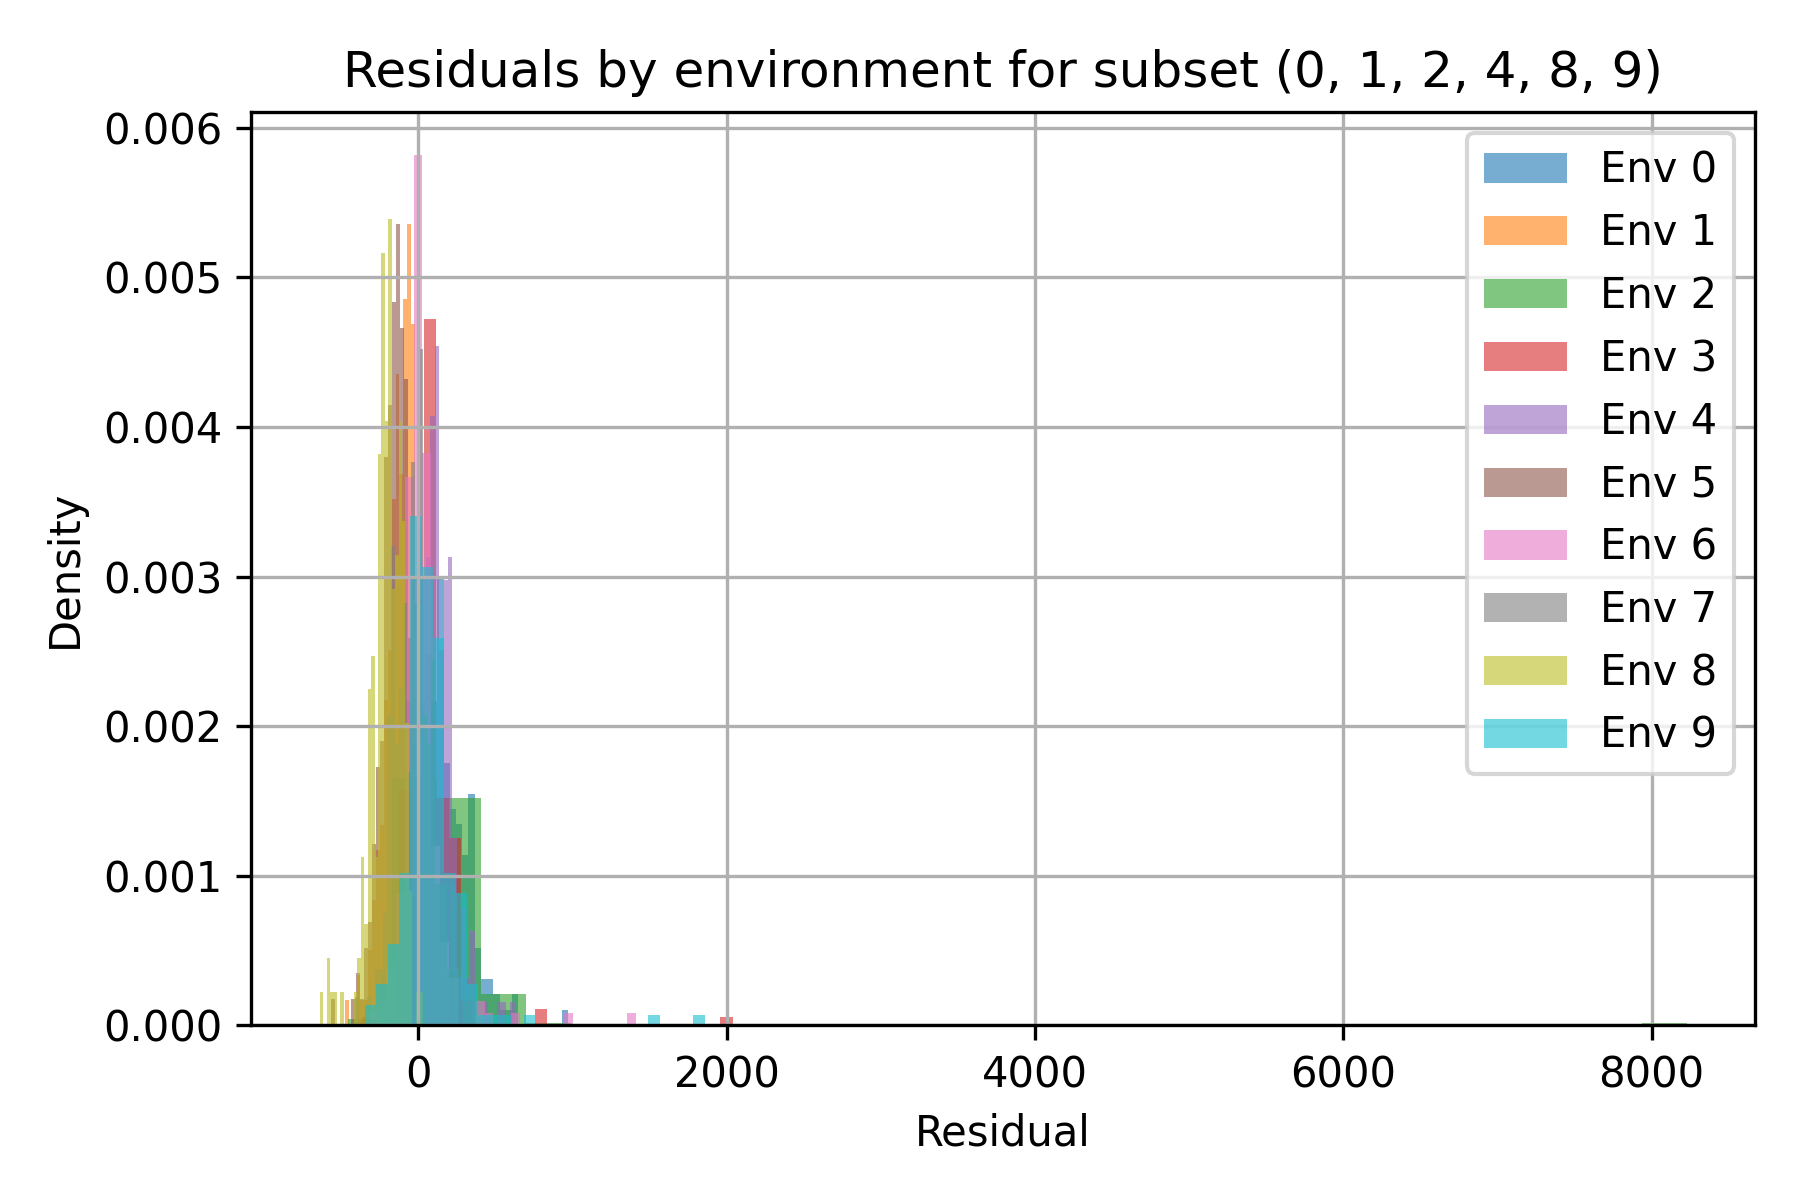 Residuals by environment for subset (0, 1, 2, 4, 8, 9)
0.006
0.005
0.004
0.003
0.002
0.001
0.000
Density
0
2000
4000
6000
8000
Residual
Env 0
Env 1
Env 2
Env 3
Env 4
Env 5
Env 6
Env 7
Env 8
Env 9